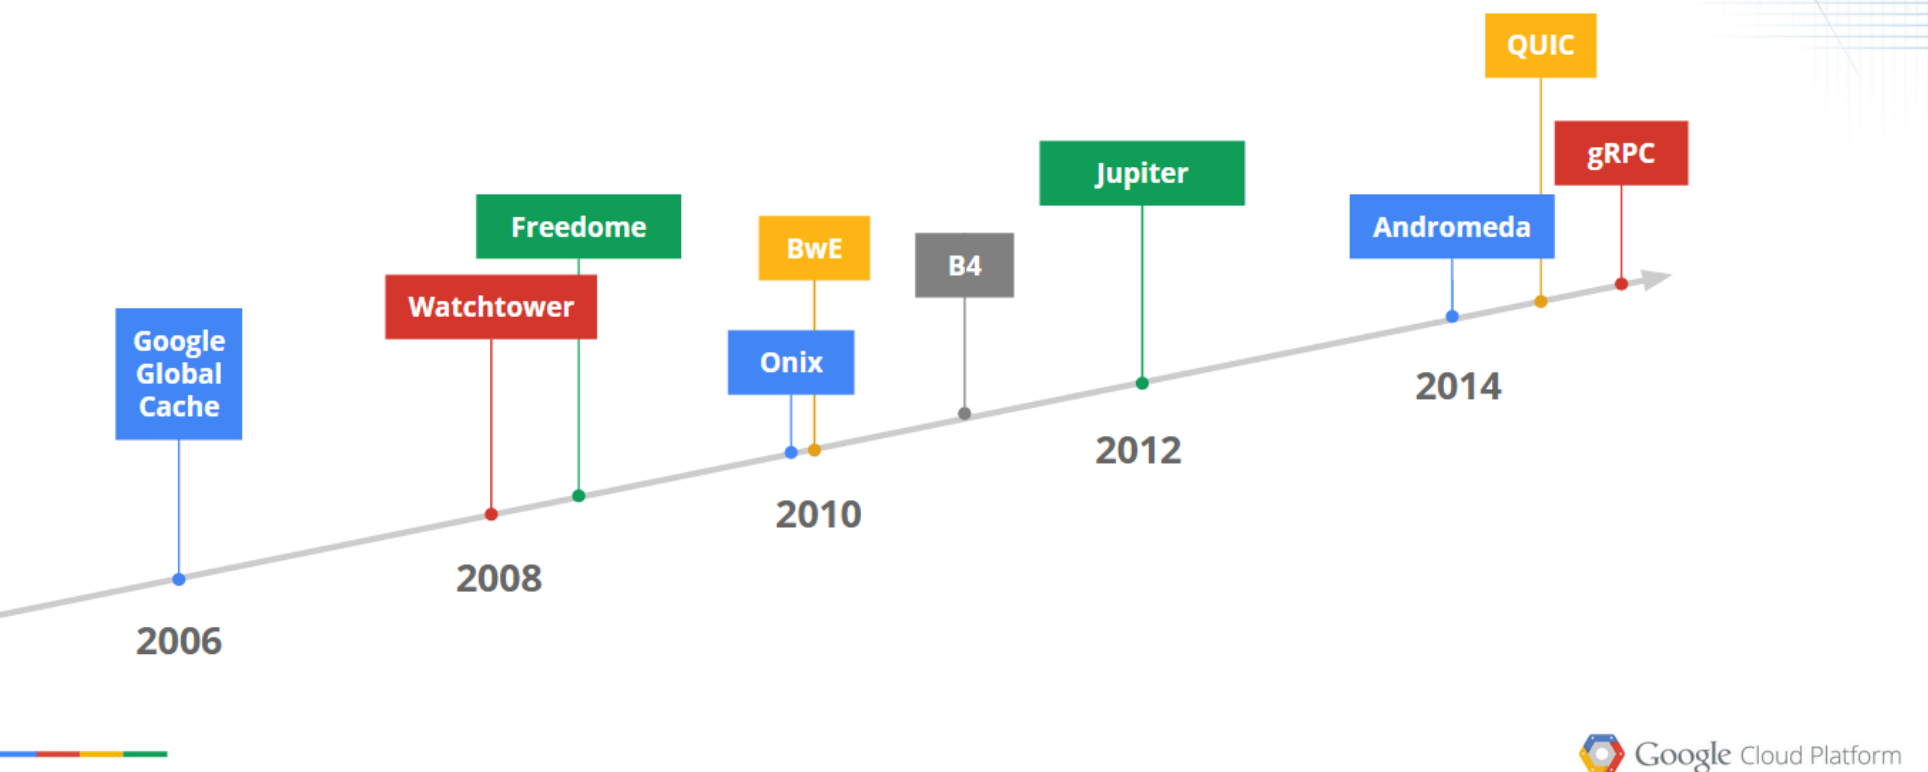 QUIC
gRPC
Jupiter
Freedome
Andromeda
BwE
B4
Watchtower
Google
Global
Cache
Onix
2014
2012
2010
2008
2006
Google Cloud Platform